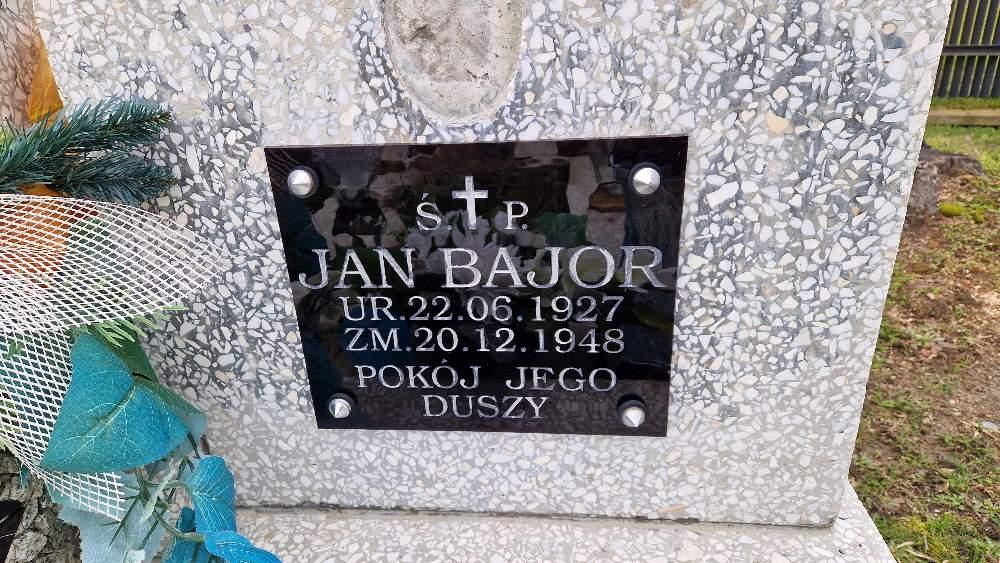 Ś. P.
JAN BAJOR
UR.22.06.1927
ZM.20.12.1948
POKÓJ JEGO
DUSZY